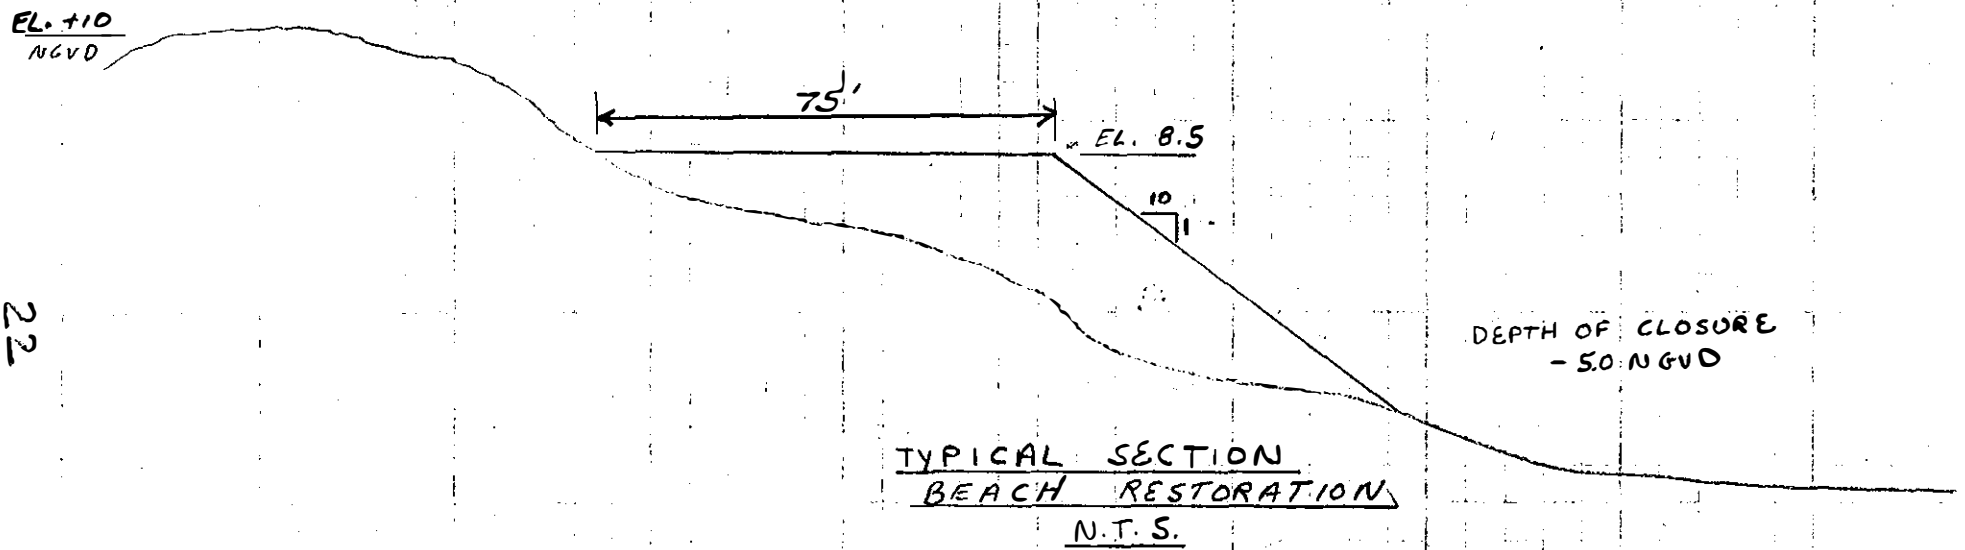 EL. +10
NGVD
75'
EL. 8.5
10
1
22
DEPTH OF CLOSURE
- 5.0 NGVD
TYPICAL SECTION
BEACH RESTORATION
N.T.S.